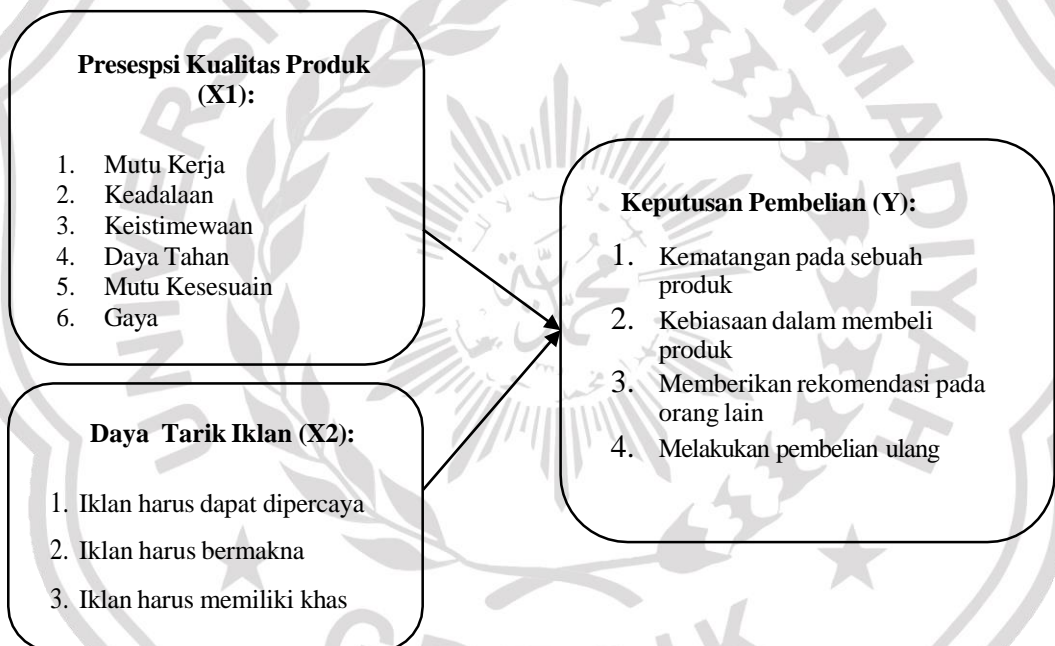 Presespsi Kualitas Produk
(X1):
1. Mutu Kerja
2. Keadalaan
3. Keistimewaan
4. Daya Tahan
5. Mutu Kesesuain
6. Gaya
Daya Tarik Iklan (X2):
1. Iklan harus dapat dipercaya
2. Iklan harus bermakna
3. Iklan harus memiliki khas
Keputusan Pembelian (Y):
1. Kematangan pada sebuah
produk
2. Kebiasaan dalam membeli
produk
3. Memberikan rekomendasi pada
orang lain
4. Melakukan pembelian ulang